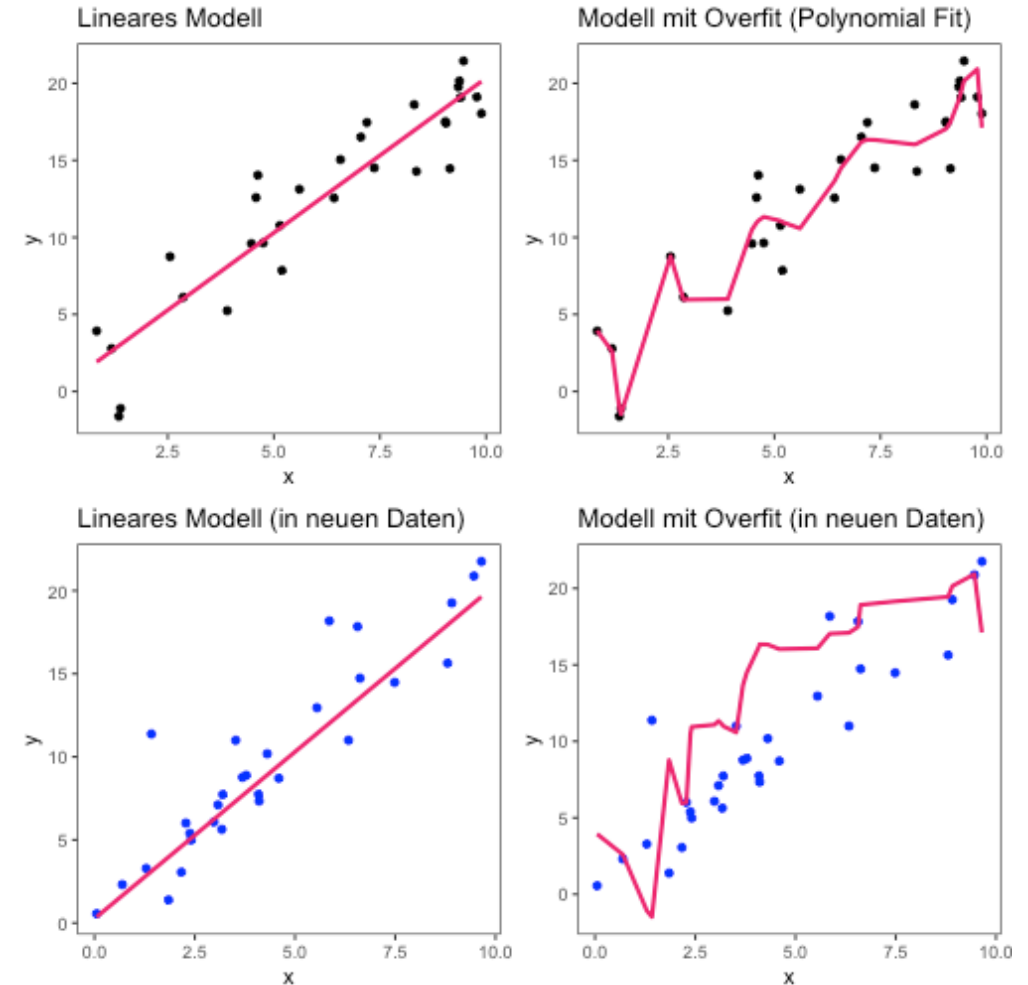 Lineares Modell
20
15
10
5
0
y
2.5 5.0 7.5 10.0
x
Modell mit Overfit (Polynomial Fit)
20
15
10
5
0
y
2.5 5.0 7.5 10.0
x
Lineares Modell (in neuen Daten)
20
15
10
5
0
y
0.0 2.5 5.0 7.5 10.0
x
Modell mit Overfit (in neuen Daten)
20
15
10
5
0
y
0.0 2.5 5.0 7.5 10.0
x